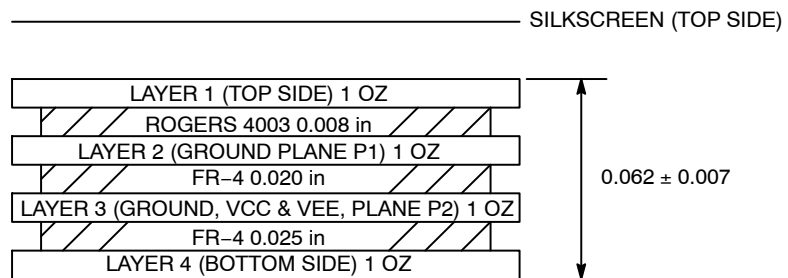 SILKSCREEN (TOP SIDE)
LAYER 1 (TOP SIDE) 1 OZ
ROGERS 4003 0.008 in
LAYER 2 (GROUND PLANE P1) 1 OZ
FR−4 0.020 in
0.062 ± 0.007
LAYER 3 (GROUND, VCC & VEE, PLANE P2) 1 OZ
FR−4 0.025 in
LAYER 4 (BOTTOM SIDE) 1 OZ